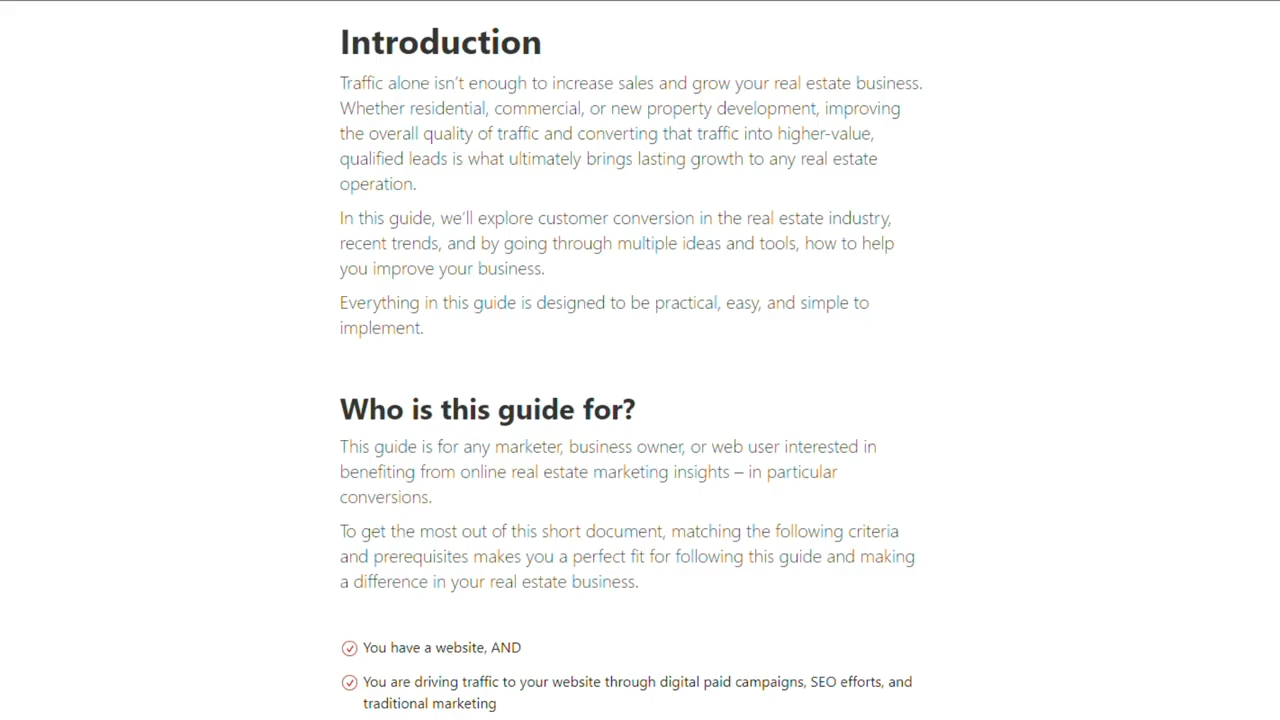 Introduction
Traffic alone isn't enough to increase sales and grow your real estate business.
Whether residential, commercial, or new property development, improving
the overall quality of traffic and converting that traffic into higher-value,
qualified leads is what ultimately brings lasting growth to any real estate
operation.
In this guide, we'll explore customer conversion in the real estate industry,
recent trends, and by going through multiple ideas and tools, how to help
you improve your business.
Everything in this guide is designed to be practical, easy, and simple to
implement.
Who is this guide for?
This guide is for any marketer, business owner, or web user interested in
benefiting from online real estate marketing insights – in particular
conversions.
To get the most out of this short document, matching the following criteria
and prerequisites makes you a perfect fit for following this guide and making
a difference in your real estate business.
You have a website, AND
You are driving traffic to your website through digital paid campaigns, SEO efforts, and
traditional marketing